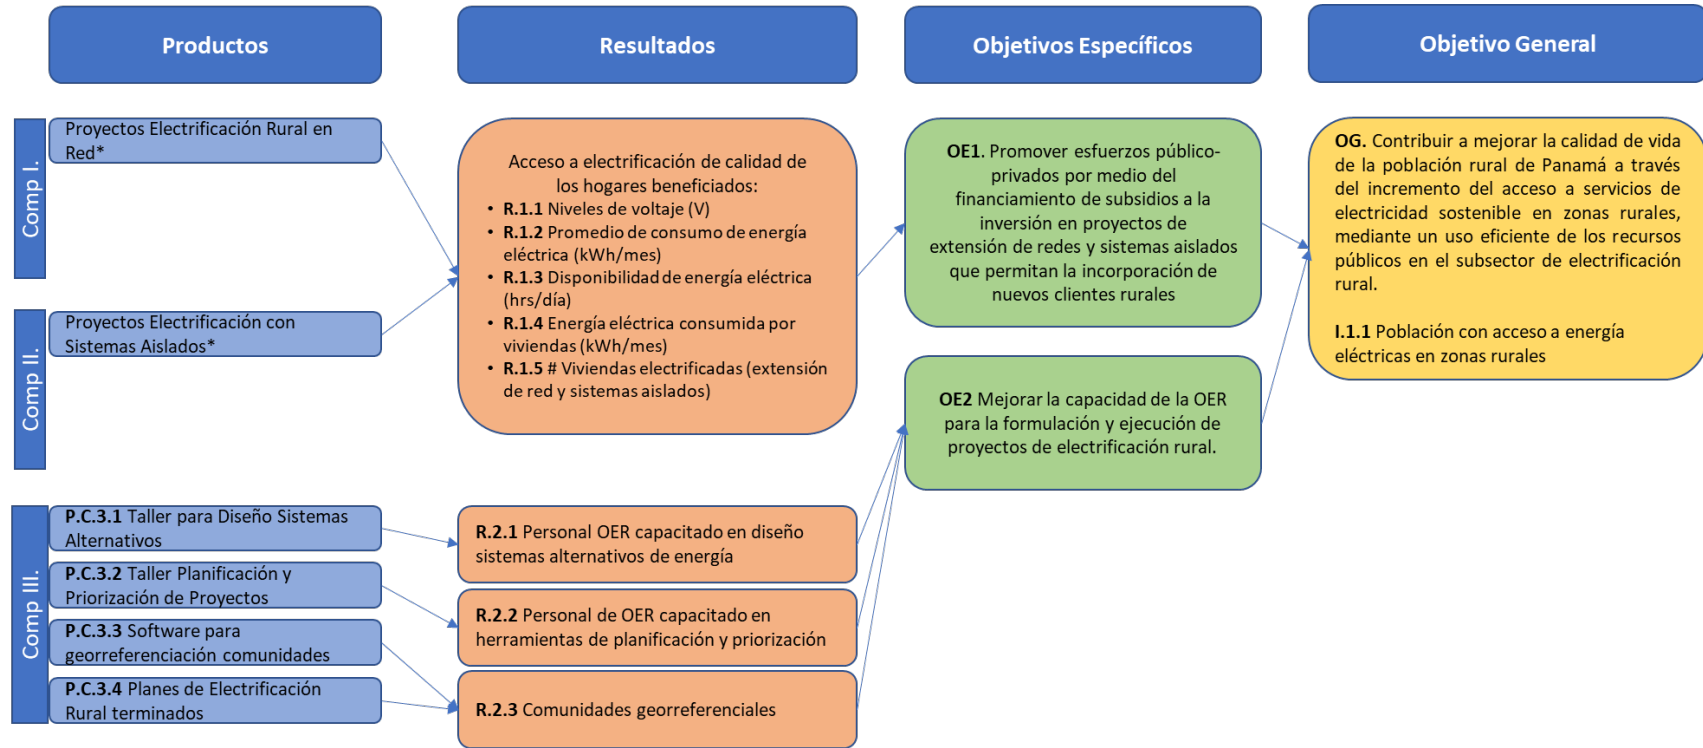 Productos
Resultados
Objetivos Específicos
Objetivo General
Comp I.
Proyectos Electrificación Rural en
Red*
Comp II.
Proyectos Electrificación con
Sistemas Aislados*
Comp III.
P.C.3.1 Taller para Diseño Sistemas
Alternativos
P.C.3.2 Taller Planificación y
Priorización de Proyectos
P.C.3.3 Software para
georreferenciación comunidades
P.C.3.4 Planes de Electrificación
Rural terminados
Acceso a electrificación de calidad de
los hogares beneficiados:
• R.1.1 Niveles de voltaje (V)
• R.1.2 Promedio de consumo de energía
eléctrica (kWh/mes)
• R.1.3 Disponibilidad de energía eléctrica
(hrs/día)
• R.1.4 Energía eléctrica consumida por
viviendas (kWh/mes)
• R.1.5 # Viviendas electrificadas (extensión
de red y sistemas aislados)
R.2.1 Personal OER capacitado en diseño
sistemas alternativos de energía
R.2.2 Personal de OER capacitado en
herramientas de planificación y priorización
R.2.3 Comunidades georreferenciales
OE1. Promover esfuerzos público-
privados por medio del
financiamiento de subsidios a la
inversión en proyectos de
extensión de redes y sistemas aislados
que permitan la incorporación de
nuevos clientes rurales
OE2 Mejorar la capacidad de la OER
para la formulación y ejecución de
proyectos de electrificación rural.
OG. Contribuir a mejorar la calidad de vida
de la población rural de Panamá a través
del incremento del acceso a servicios de
electricidad sostenible en zonas rurales,
mediante un uso eficiente de los recursos
públicos en el subsector de electrificación
rural.
I.1.1 Población con acceso a energía
eléctricas en zonas rurales